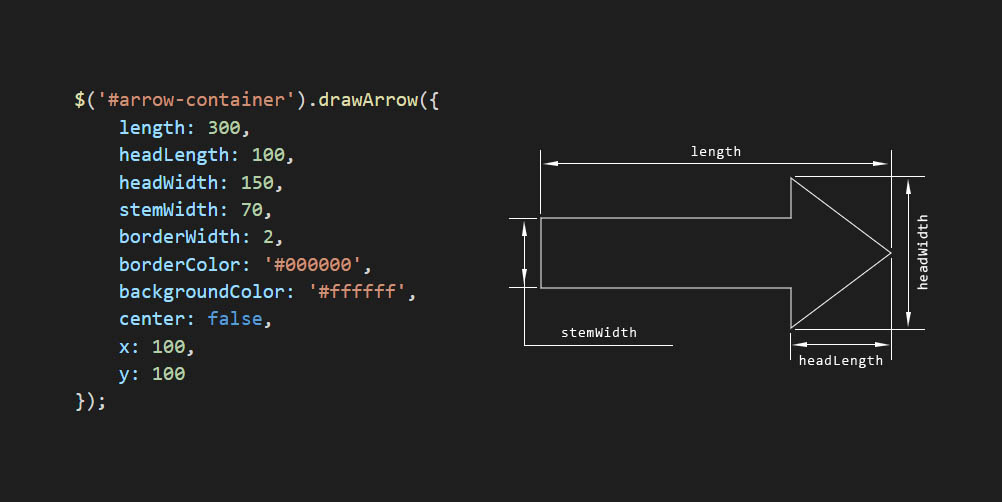 $('#arrow-container').drawArrow({
length: 300,
headLength: 100,
headWidth: 150,
stemWidth: 70,
borderWidth: 2,
borderColor: '#000000',
backgroundColor: '#ffffff',
center: false,
x: 100,
y: 100
});
length
headWidth
stemWidth
headLength